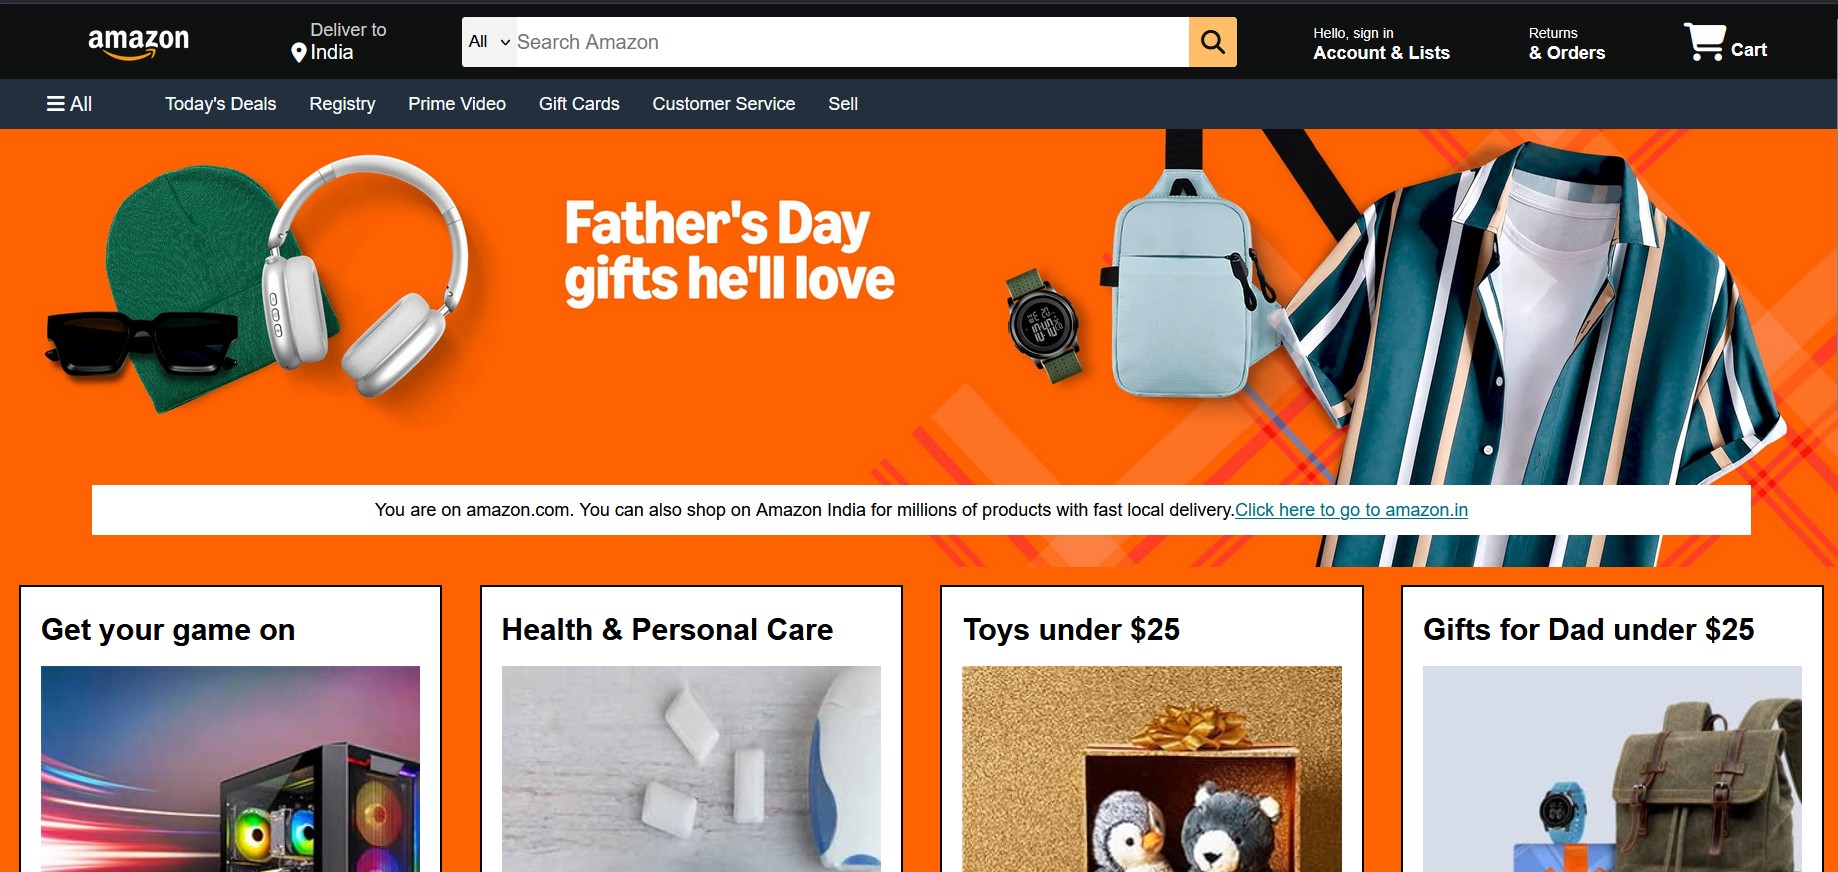 amazon
Deliver to
India
All
Search Amazon
Hello, sign in
Account & Lists
Returns
& Orders
Cart
All
Today's Deals
Registry
Prime Video
Gift Cards
Customer Service
Sell
Father's Day
gifts he'll love
You are on amazon.com. You can also shop on Amazon India for millions of products with fast local delivery.Click here to go to amazon.in
Get your game on
Health & Personal Care
Toys under $25
Gifts for Dad under $25